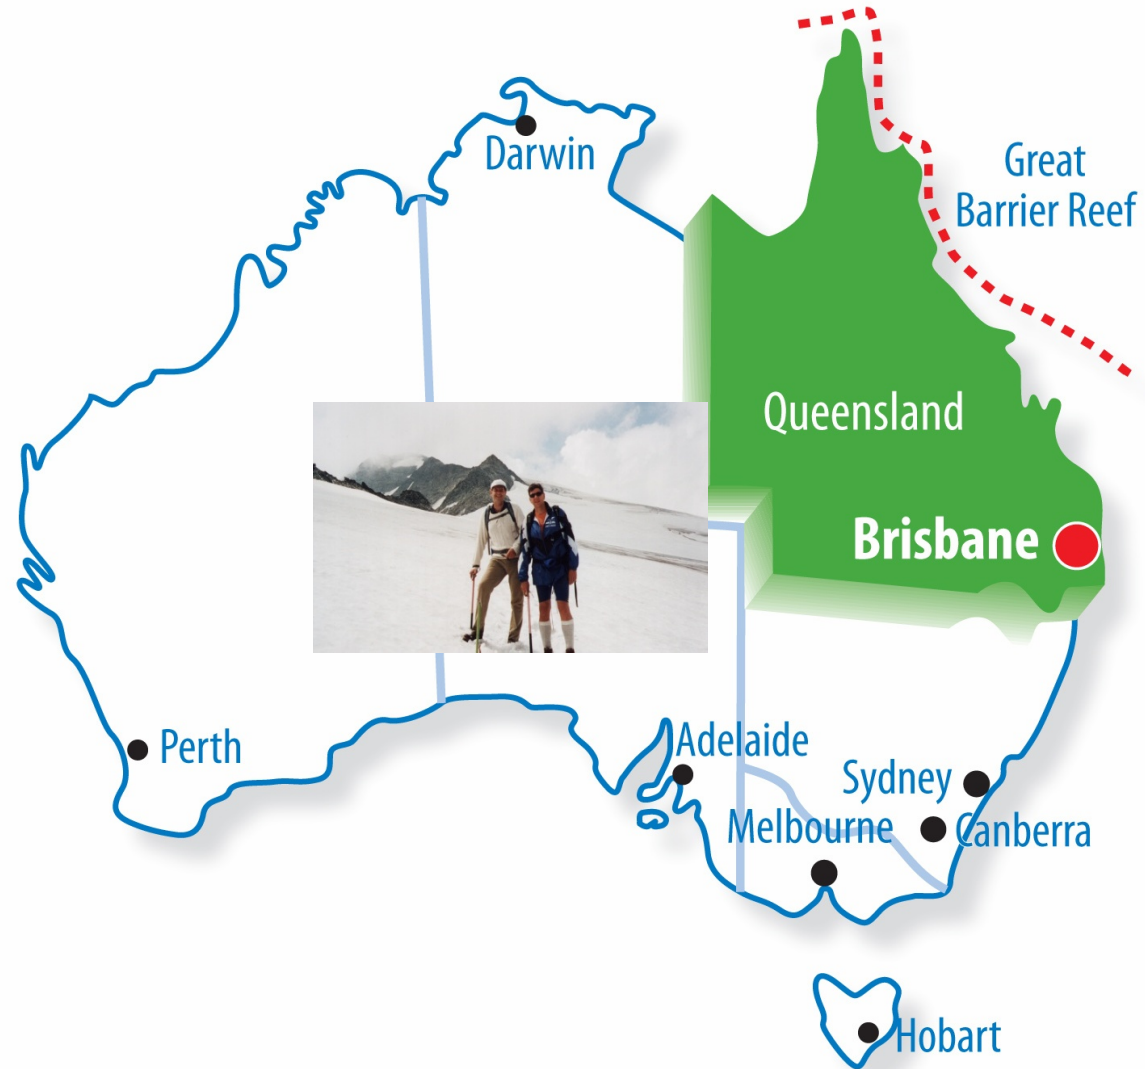 Darwin
Great
Barrier Reef
Queensland
Brisbane
Perth
Adelaide
Sydney
Melbourne
Canberra
Hobart